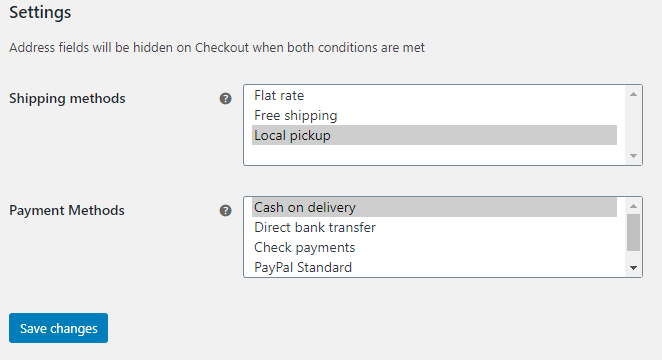 Settings
Address fields will be hidden on Checkout when both conditions are met
Shipping methods
?
Flat rate
Free shipping
Local pickup
Payment Methods
?
Cash on delivery
Direct bank transfer
Check payments
PayPal Standard
Save changes